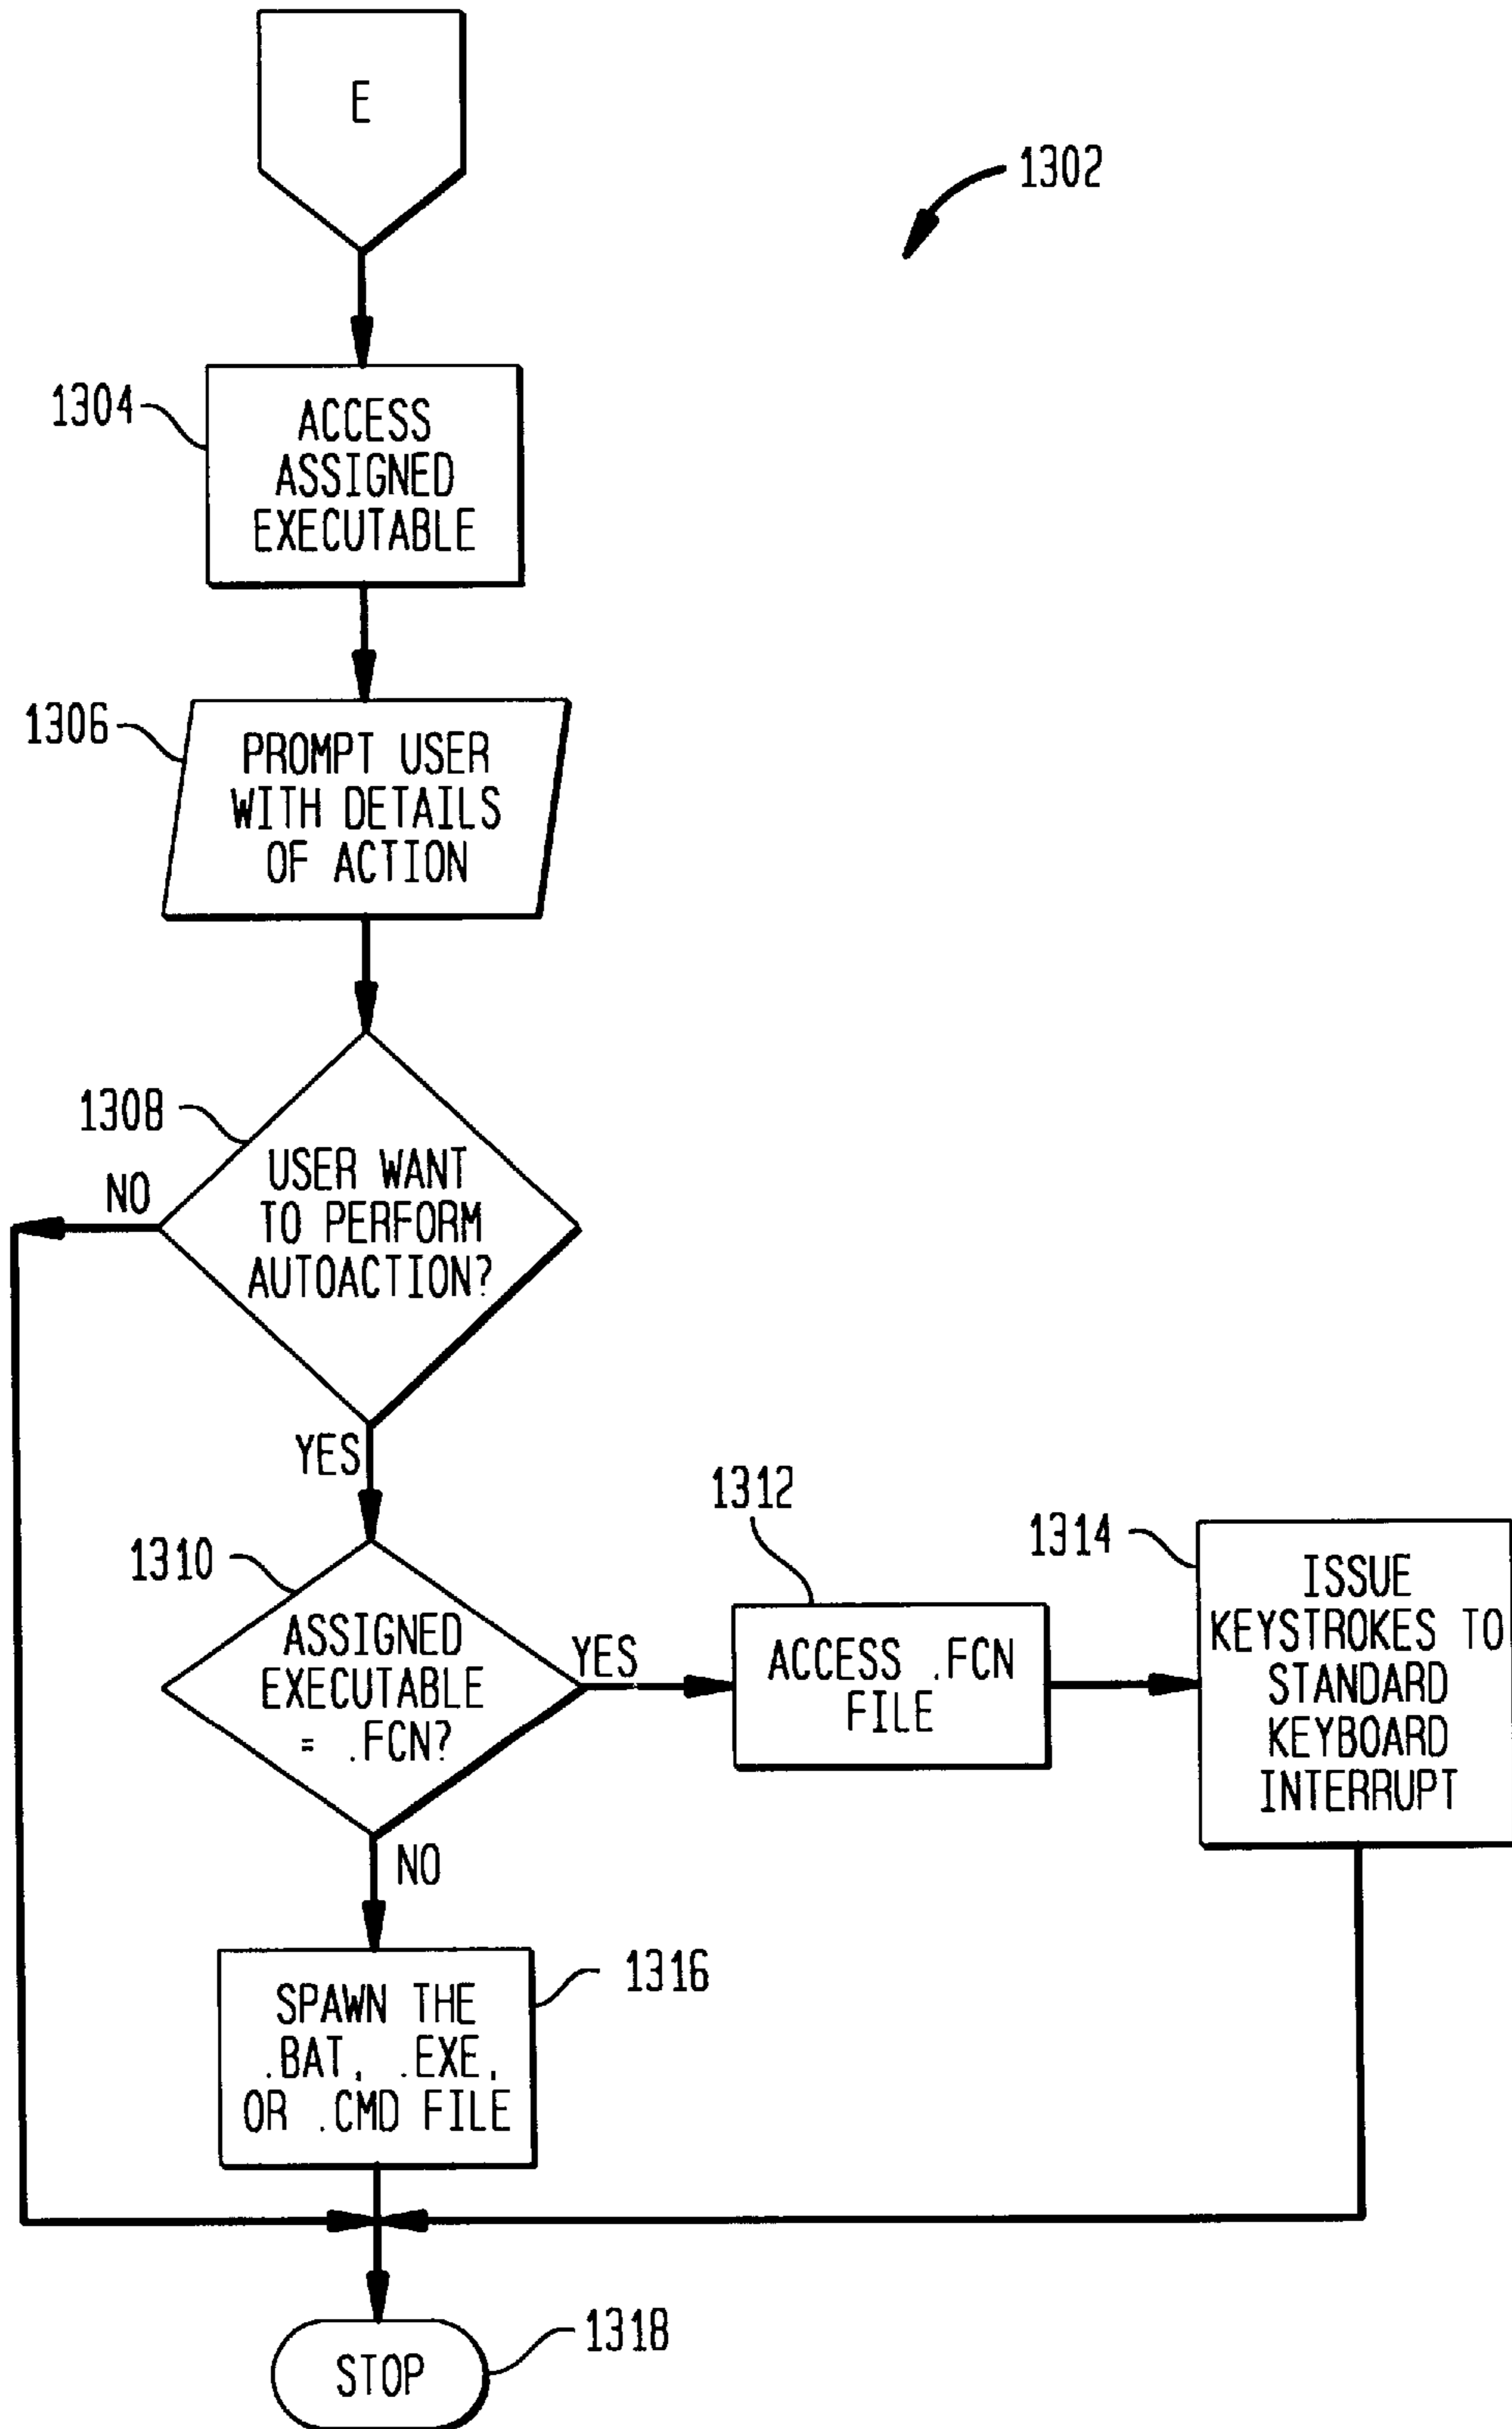 E
1302
1304
ACCESS
ASSIGNED
EXECUTABLE
1306
PROMPT USER
WITH DETAILS
OF ACTION
1308
USER WANT
TO PERFORM
AUTOACTION?
NO
YES
1310
ASSIGNED
EXECUTABLE
= .FCN?
YES
1312
ACCESS .FCN
FILE
1314
ISSUE
KEYSTROKES TO
STANDARD
KEYBOARD
INTERRUPT
NO
1316
SPAWN THE
.BAT, .EXE,
OR .CMD FILE
1318
STOP